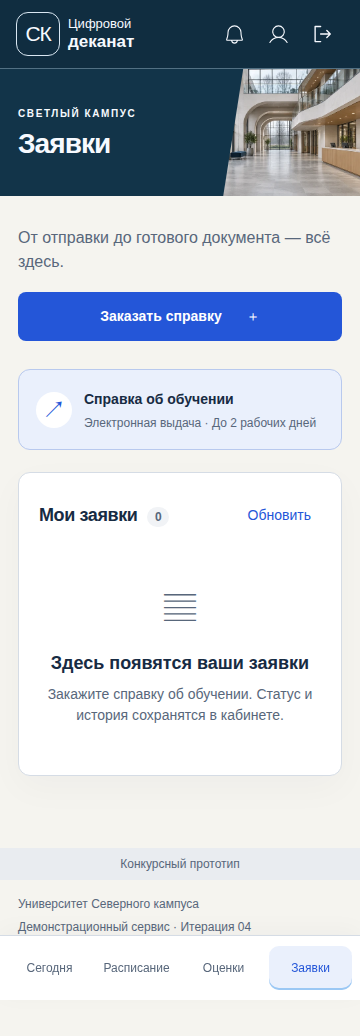 СК
Цифровой
деканат
СВЕТЛЫЙ КАМПУС
Заявки
От отправки до готового документа — всё
здесь.
Заказать справку +
Справка об обучении
Электронная выдача · До 2 рабочих дней
Мои заявки 0 Обновить
Здесь появятся ваши заявки
Закажите справку об обучении. Статус и
история сохранятся в кабинете.
Конкурсный прототип
Университет Северного кампуса
Демонстрационный сервис · Итерация 04
Сегодня Расписание Оценки Заявки